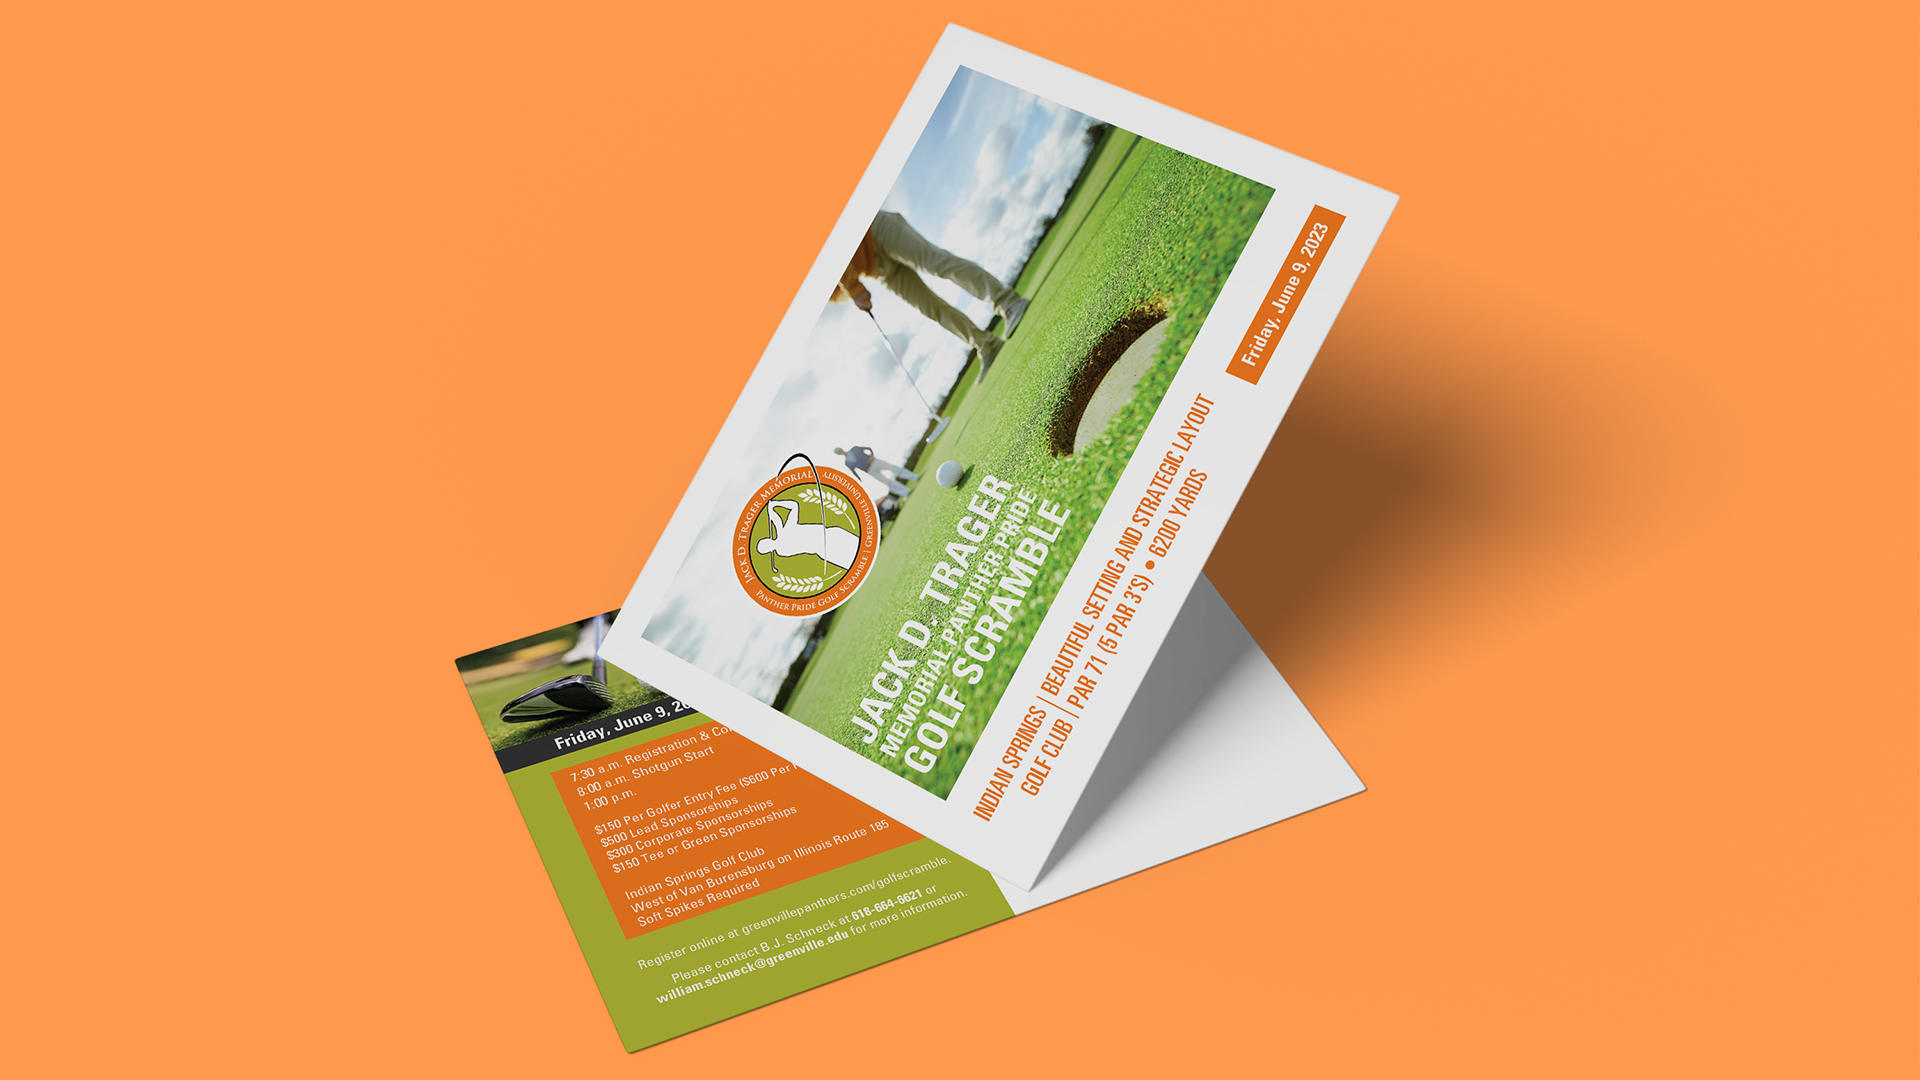 Friday, June 9, 2023
JACK D. TRAGER MEMORIAL
PANTHER PRIDE GOLF SCRAMBLE | GREENVILLE UNIVERSITY
JACK D. TRAGER
MEMORIAL PANTHER PRIDE
GOLF SCRAMBLE
INDIAN SPRINGS | BEAUTIFUL SETTING AND STRATEGIC LAYOUT
GOLF CLUB | PAR 71 (5 PAR 3'S) • 6200 YARDS
Friday, June 9,
7:30 a.m. Registration &
8:00 a.m. Shotgun Start
1:00 p.m.
$150 Per Golfer Entry Fee ($600 Per
$500 Lead Sponsorships
$300 Corporate Sponsorships
$150 Tee or Green Sponsorships
Indian Springs Golf Club
West of Van Burensburg on Illinois Route 185
Soft Spikes Required
Register online at greenvillepanthers.com/golfscramble.
Please contact B.J. Schneck at 618-664-6621 or
william.schneck@greenville.edu for more information.